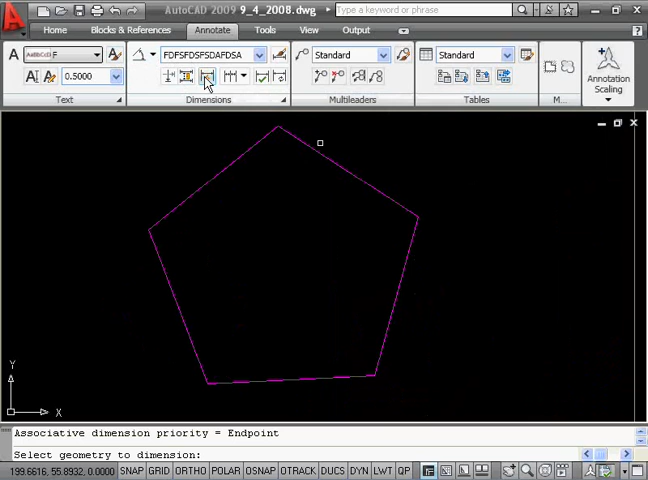 AutoCAD 2009 9_4_2008.dwg
Type a keyword or phrase
Home
Blocks & References
Annotate
Tools
View
Output
F
FDFSFDSFSDAFDSA
Standard
Standard
0.5000
Annotation
Scaling
Text
Dimensions
Multileaders
Tables
M...
Y
X
Associative dimension priority = Endpoint
Select geometry to dimension:
199.6616, 55.8932, 0.0000
SNAP
GRID
ORTHO
POLAR
OSNAP
OTRACK
DUCS
DYN
LWT
QP